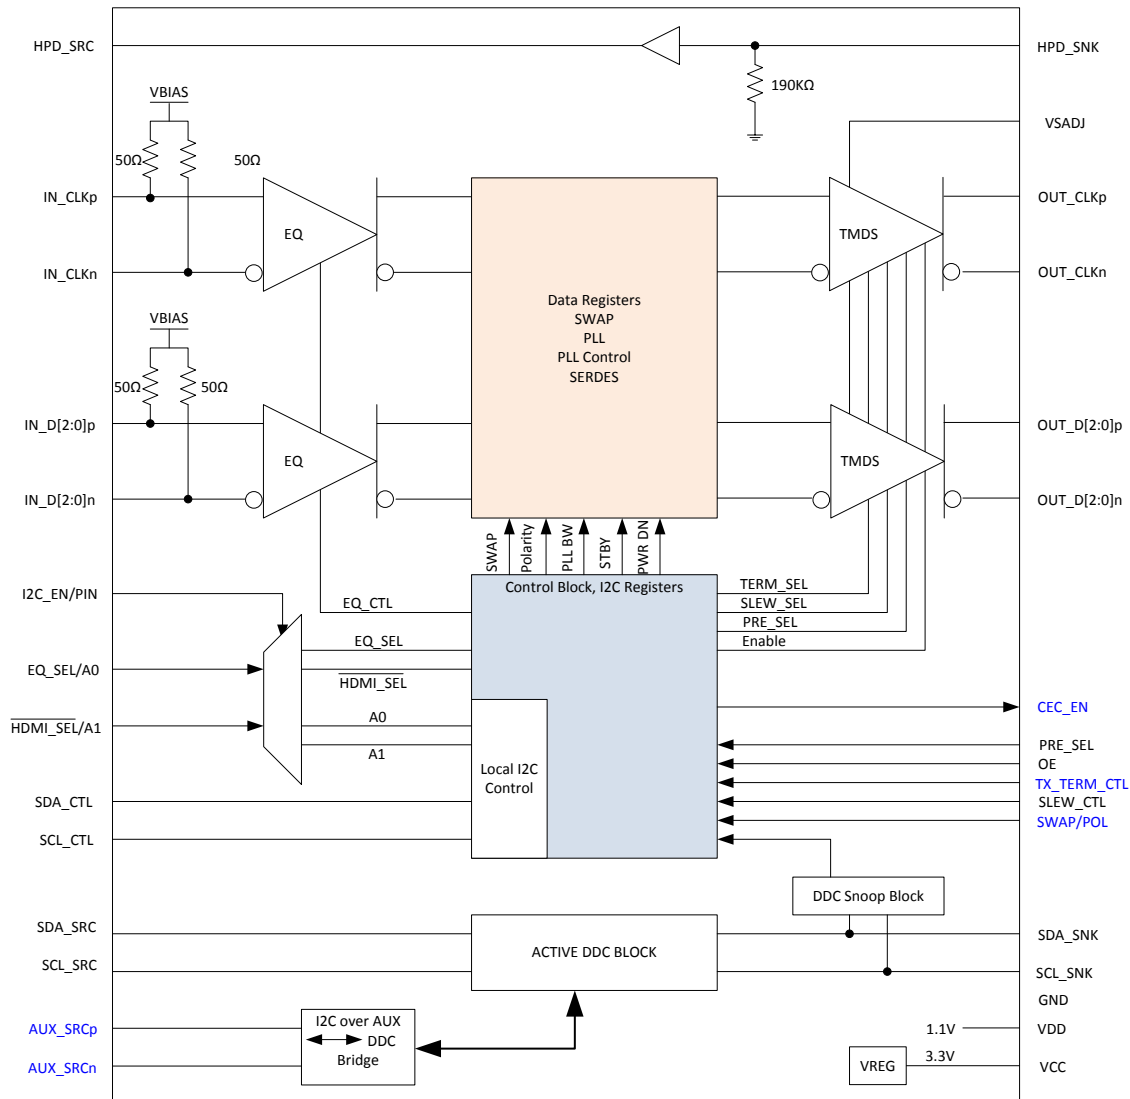 HPD_SRC
HPD_SNK
190KΩ
VBIAS
VSADJ
50Ω
50Ω
IN_CLKp
OUT_CLKp
EQ
TMDS
IN_CLKn
OUT_CLKn
Data Registers
SWAP
PLL
PLL Control
SERDES
VBIAS
50Ω
50Ω
IN_D[2:0]p
OUT_D[2:0]p
EQ
TMDS
IN_D[2:0]n
OUT_D[2:0]n
SWAP
Polarity
PLL BW
STBY
PWR DN
I2C_EN/PIN
Control Block, I2C Registers
TERM_SEL
EQ_CTL
SLEW_SEL
PRE_SEL
EQ_SEL
Enable
EQ_SEL/A0
HDMI_SEL
CEC_EN
HDMI_SEL/A1
A0
A1
PRE_SEL
OE
Local I2C
Control
TX_TERM_CTL
SDA_CTL
SLEW_CTL
SWAP/POL
SCL_CTL
DDC Snoop Block
SDA_SRC
SDA_SNK
ACTIVE DDC BLOCK
SCL_SRC
SCL_SNK
GND
AUX_SRCp
I2C over AUX
DDC
Bridge
1.1V
VDD
AUX_SRCn
VREG
3.3V
VCC